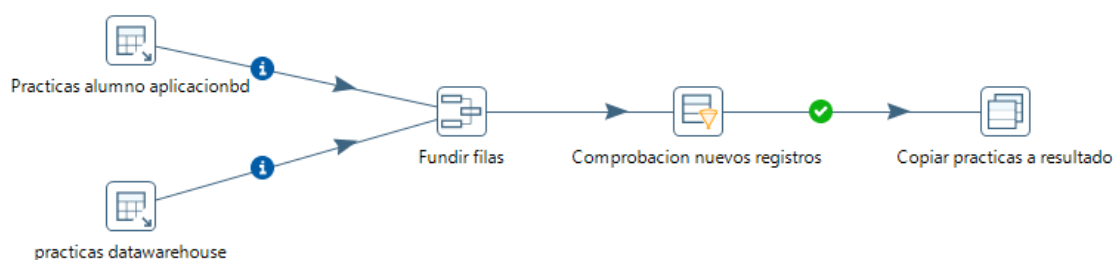 Practicas alumno aplicacionbd
Fundir filas
Comprobacion nuevos registros
Copiar practicas a resultado
practicas datawarehouse